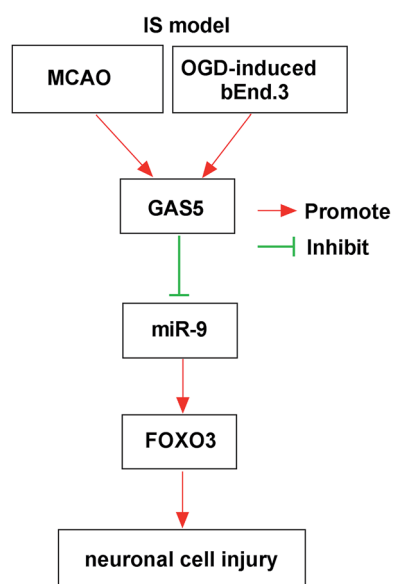 IS model
MCAO
OGD-induced
bEnd.3
GAS5
Promote
Inhibit
miR-9
FOXO3
neuronal cell injury